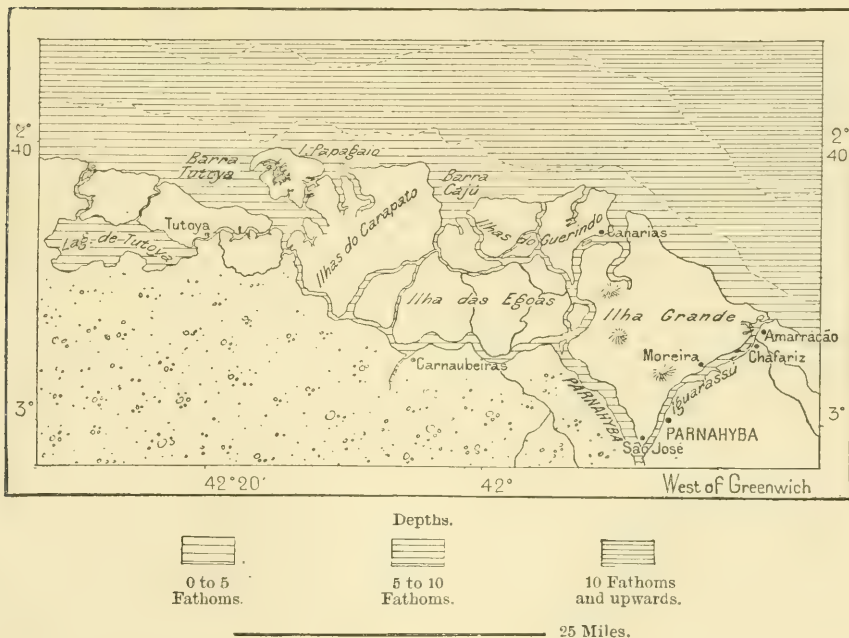 2°
40
2°
40
Barra
Tutoya
I. Papagaio
Barra
Cajú
Tutoya
Lag. de Tutoya
Ilhas do Carapato
Ilhas do Guerindo
Canarias
Ilha das Egoas
Ilha Grande
Amarração
Chafariz
Moreira
Iguarassú
Carnaubeiras
PARNAHYBA
PARNAHYBA
São José
3°
3°
42°20'
42°
West of Greenwich
Depths.
0 to 5
Fathoms.
5 to 10
Fathoms.
10 Fathoms
and upwards.
25 Miles.